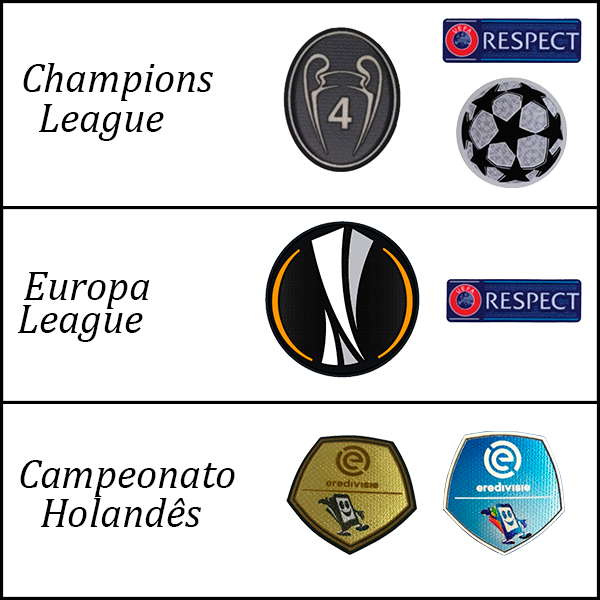 Champions
League
4
UEFA
RESPECT
Europa
League
UEFA
RESPECT
Campeonato
Holandês
eredivisie
eredivisie